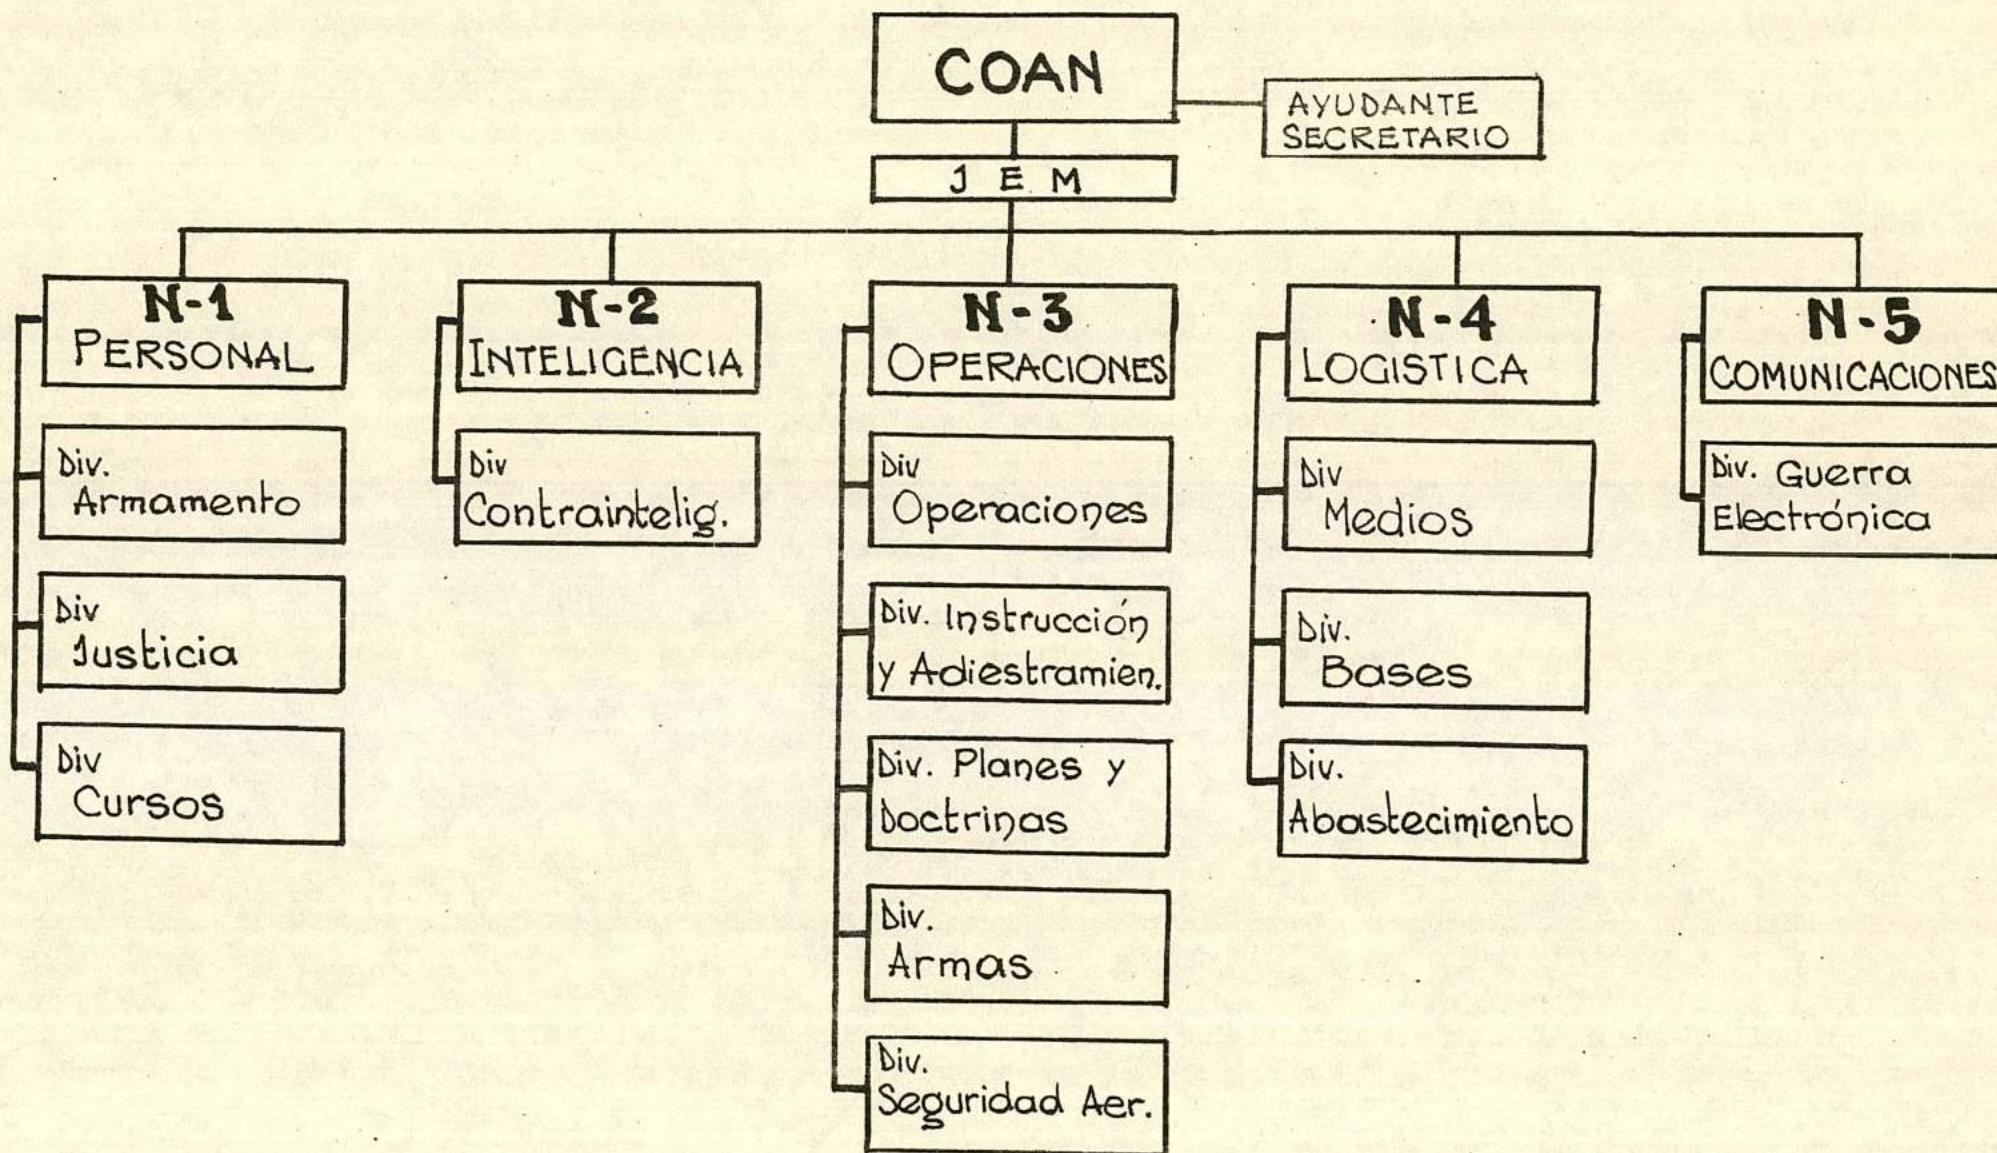 COAN
AYUDANTE
SECRETARIO
J E M
N-1
PERSONAL
Div.
Armamento
Div
Justicia
Div
Cursos
N-2
INTELIGENCIA
Div
Contraintelig.
N-3
OPERACIONES
Div
Operaciones
Div. Instrucción
y Adiestramien.
Div. Planes y
Doctrinas
Div.
Armas
Div.
Seguridad Aer.
N-4
LOGISTICA
Div
Medios
Div.
Bases
Div.
Abastecimiento
N-5
COMUNICACIONES
Div. Guerra
Electrónica